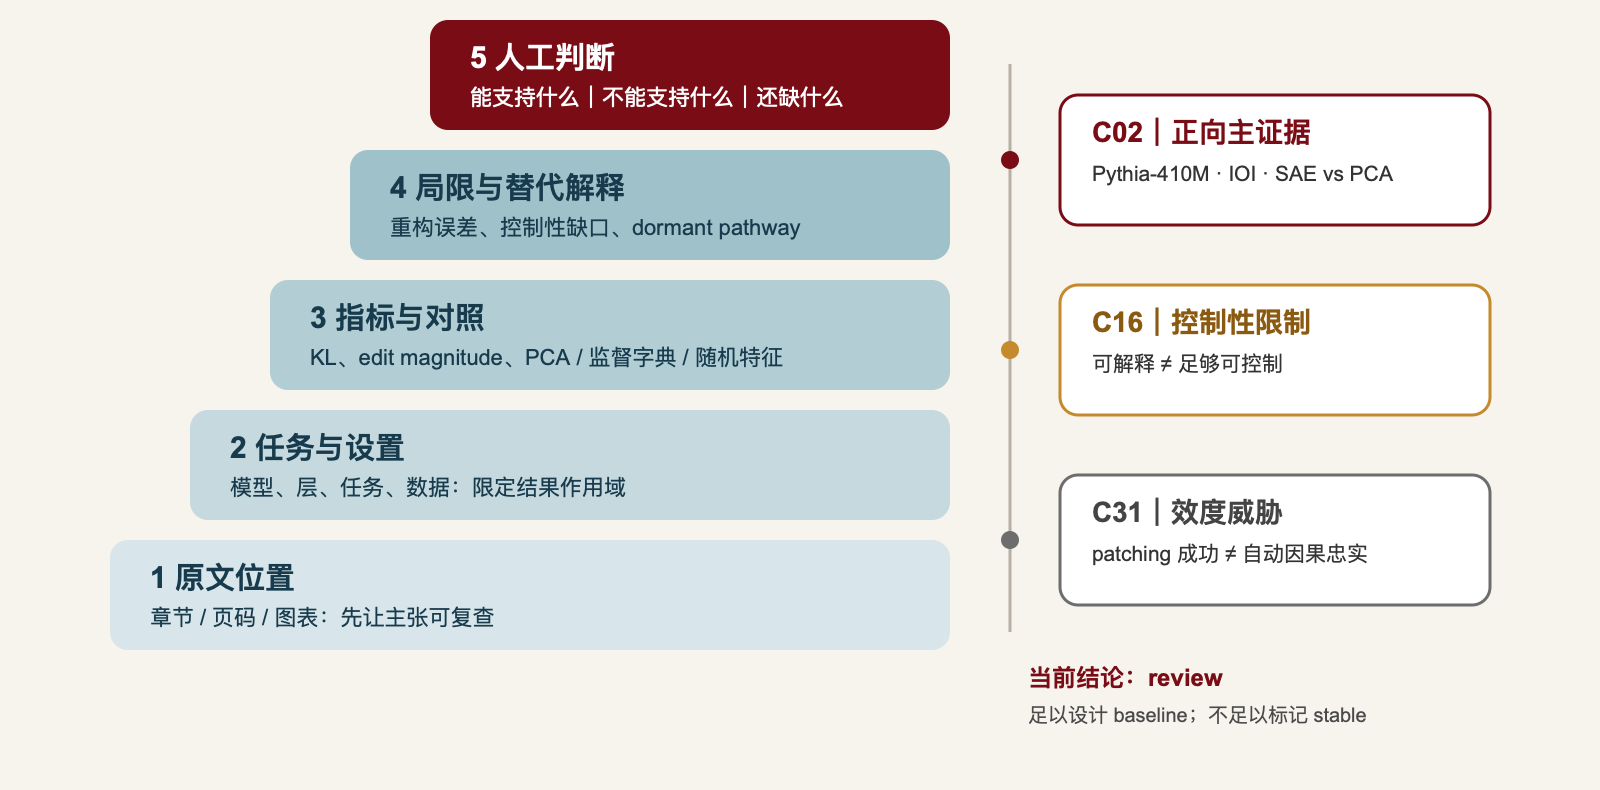 5 人工判断
能支持什么｜不能支持什么｜还缺什么
4 局限与替代解释
重构误差、控制性缺口、dormant pathway
3 指标与对照
KL、edit magnitude、PCA / 监督字典 / 随机特征
2 任务与设置
模型、层、任务、数据：限定结果作用域
1 原文位置
章节 / 页码 / 图表：先让主张可复查
C02｜正向主证据
Pythia-410M · IOI · SAE vs PCA
C16｜控制性限制
可解释 ≠ 足够可控制
C31｜效度威胁
patching 成功 ≠ 自动因果忠实
当前结论：review
足以设计 baseline；不足以标记 stable